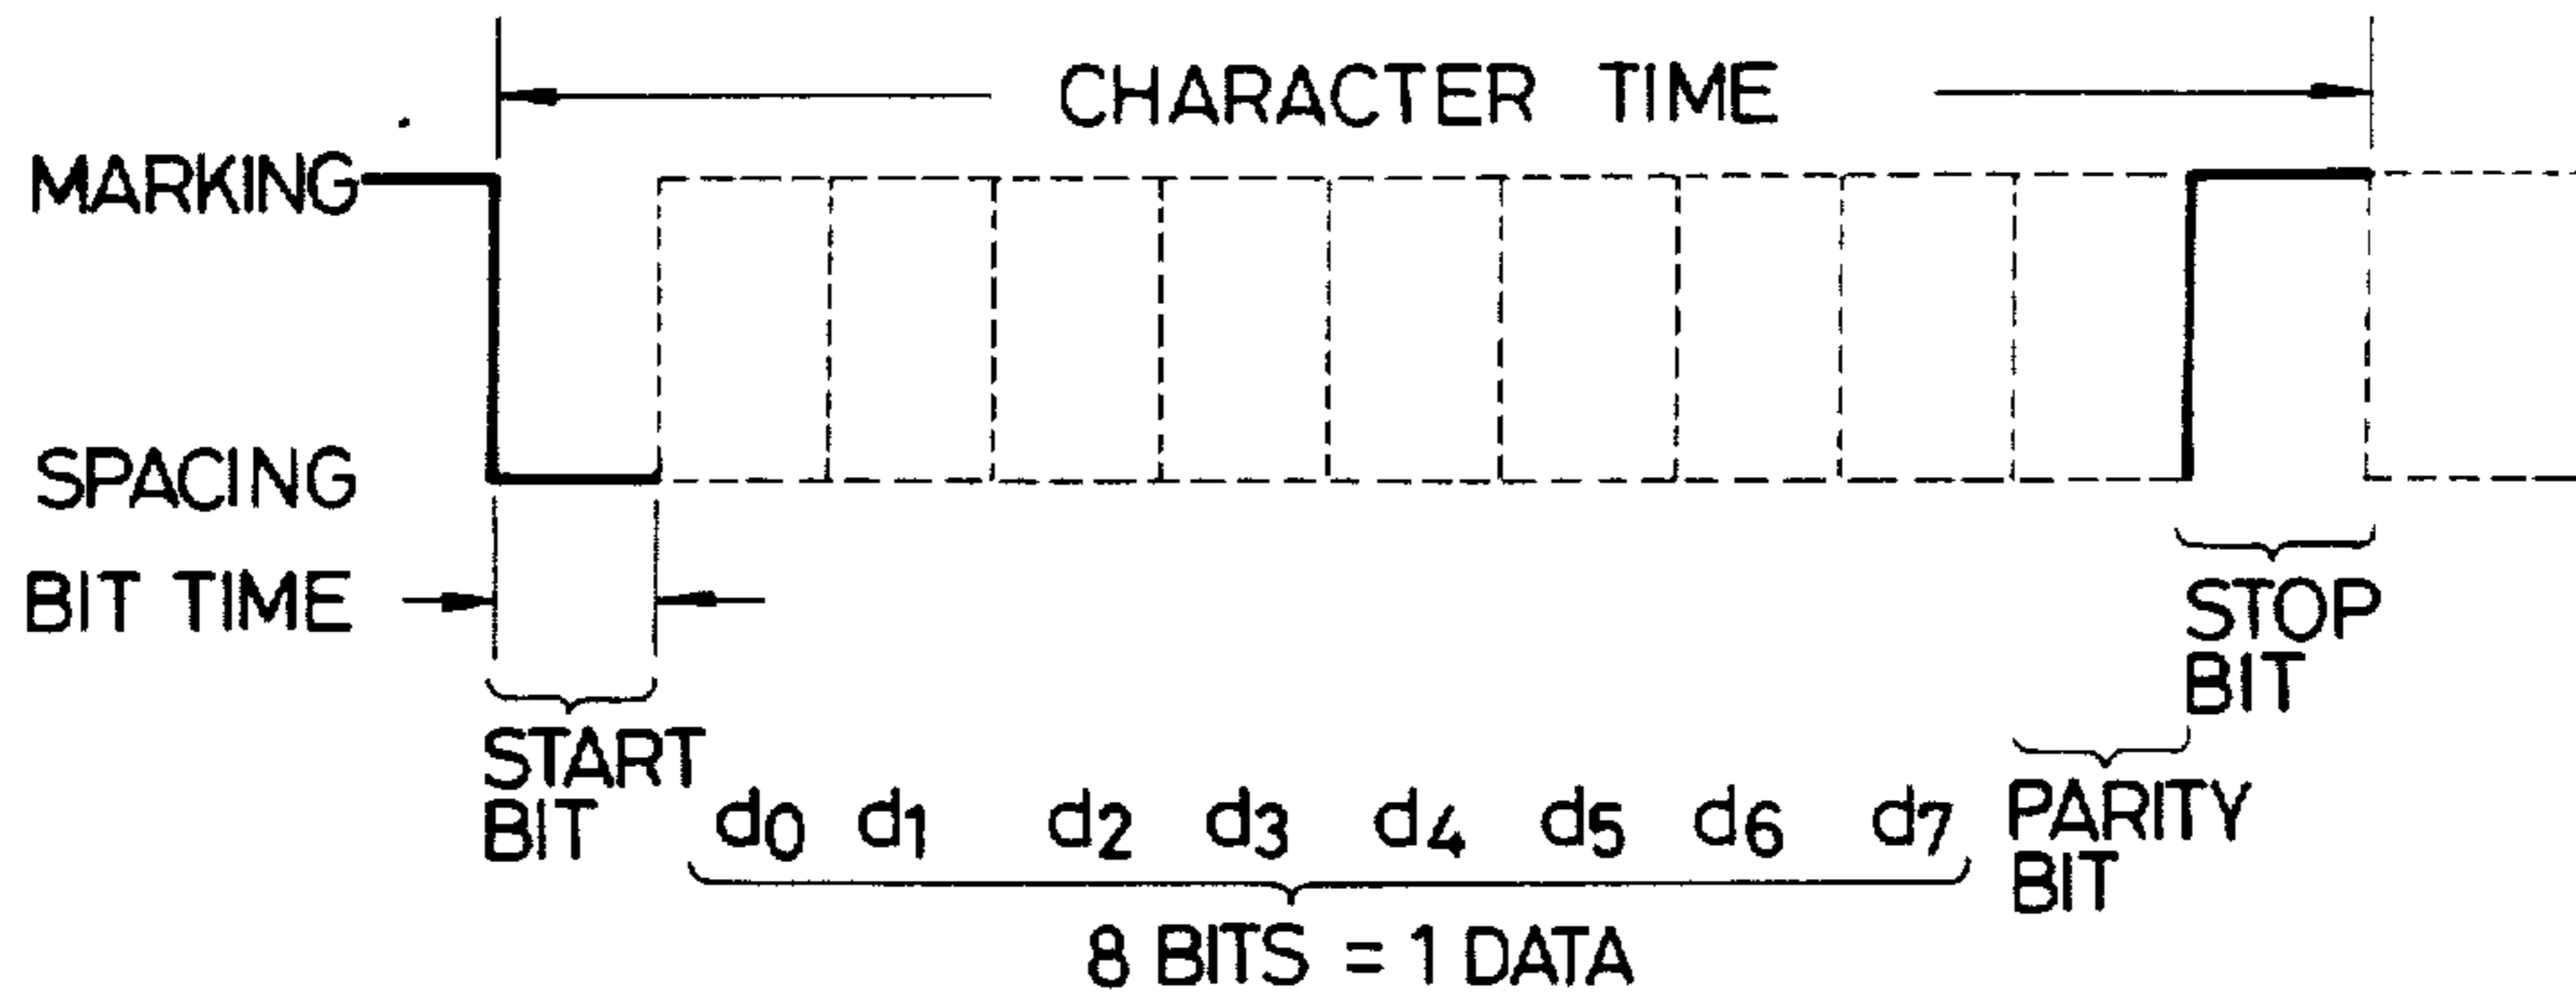 CHARACTER TIME
MARKING
SPACING
BIT TIME
STOP
BIT
START
BIT
d0 d1 d2 d3 d4 d5 d6 d7
PARITY
BIT
8 BITS = 1 DATA